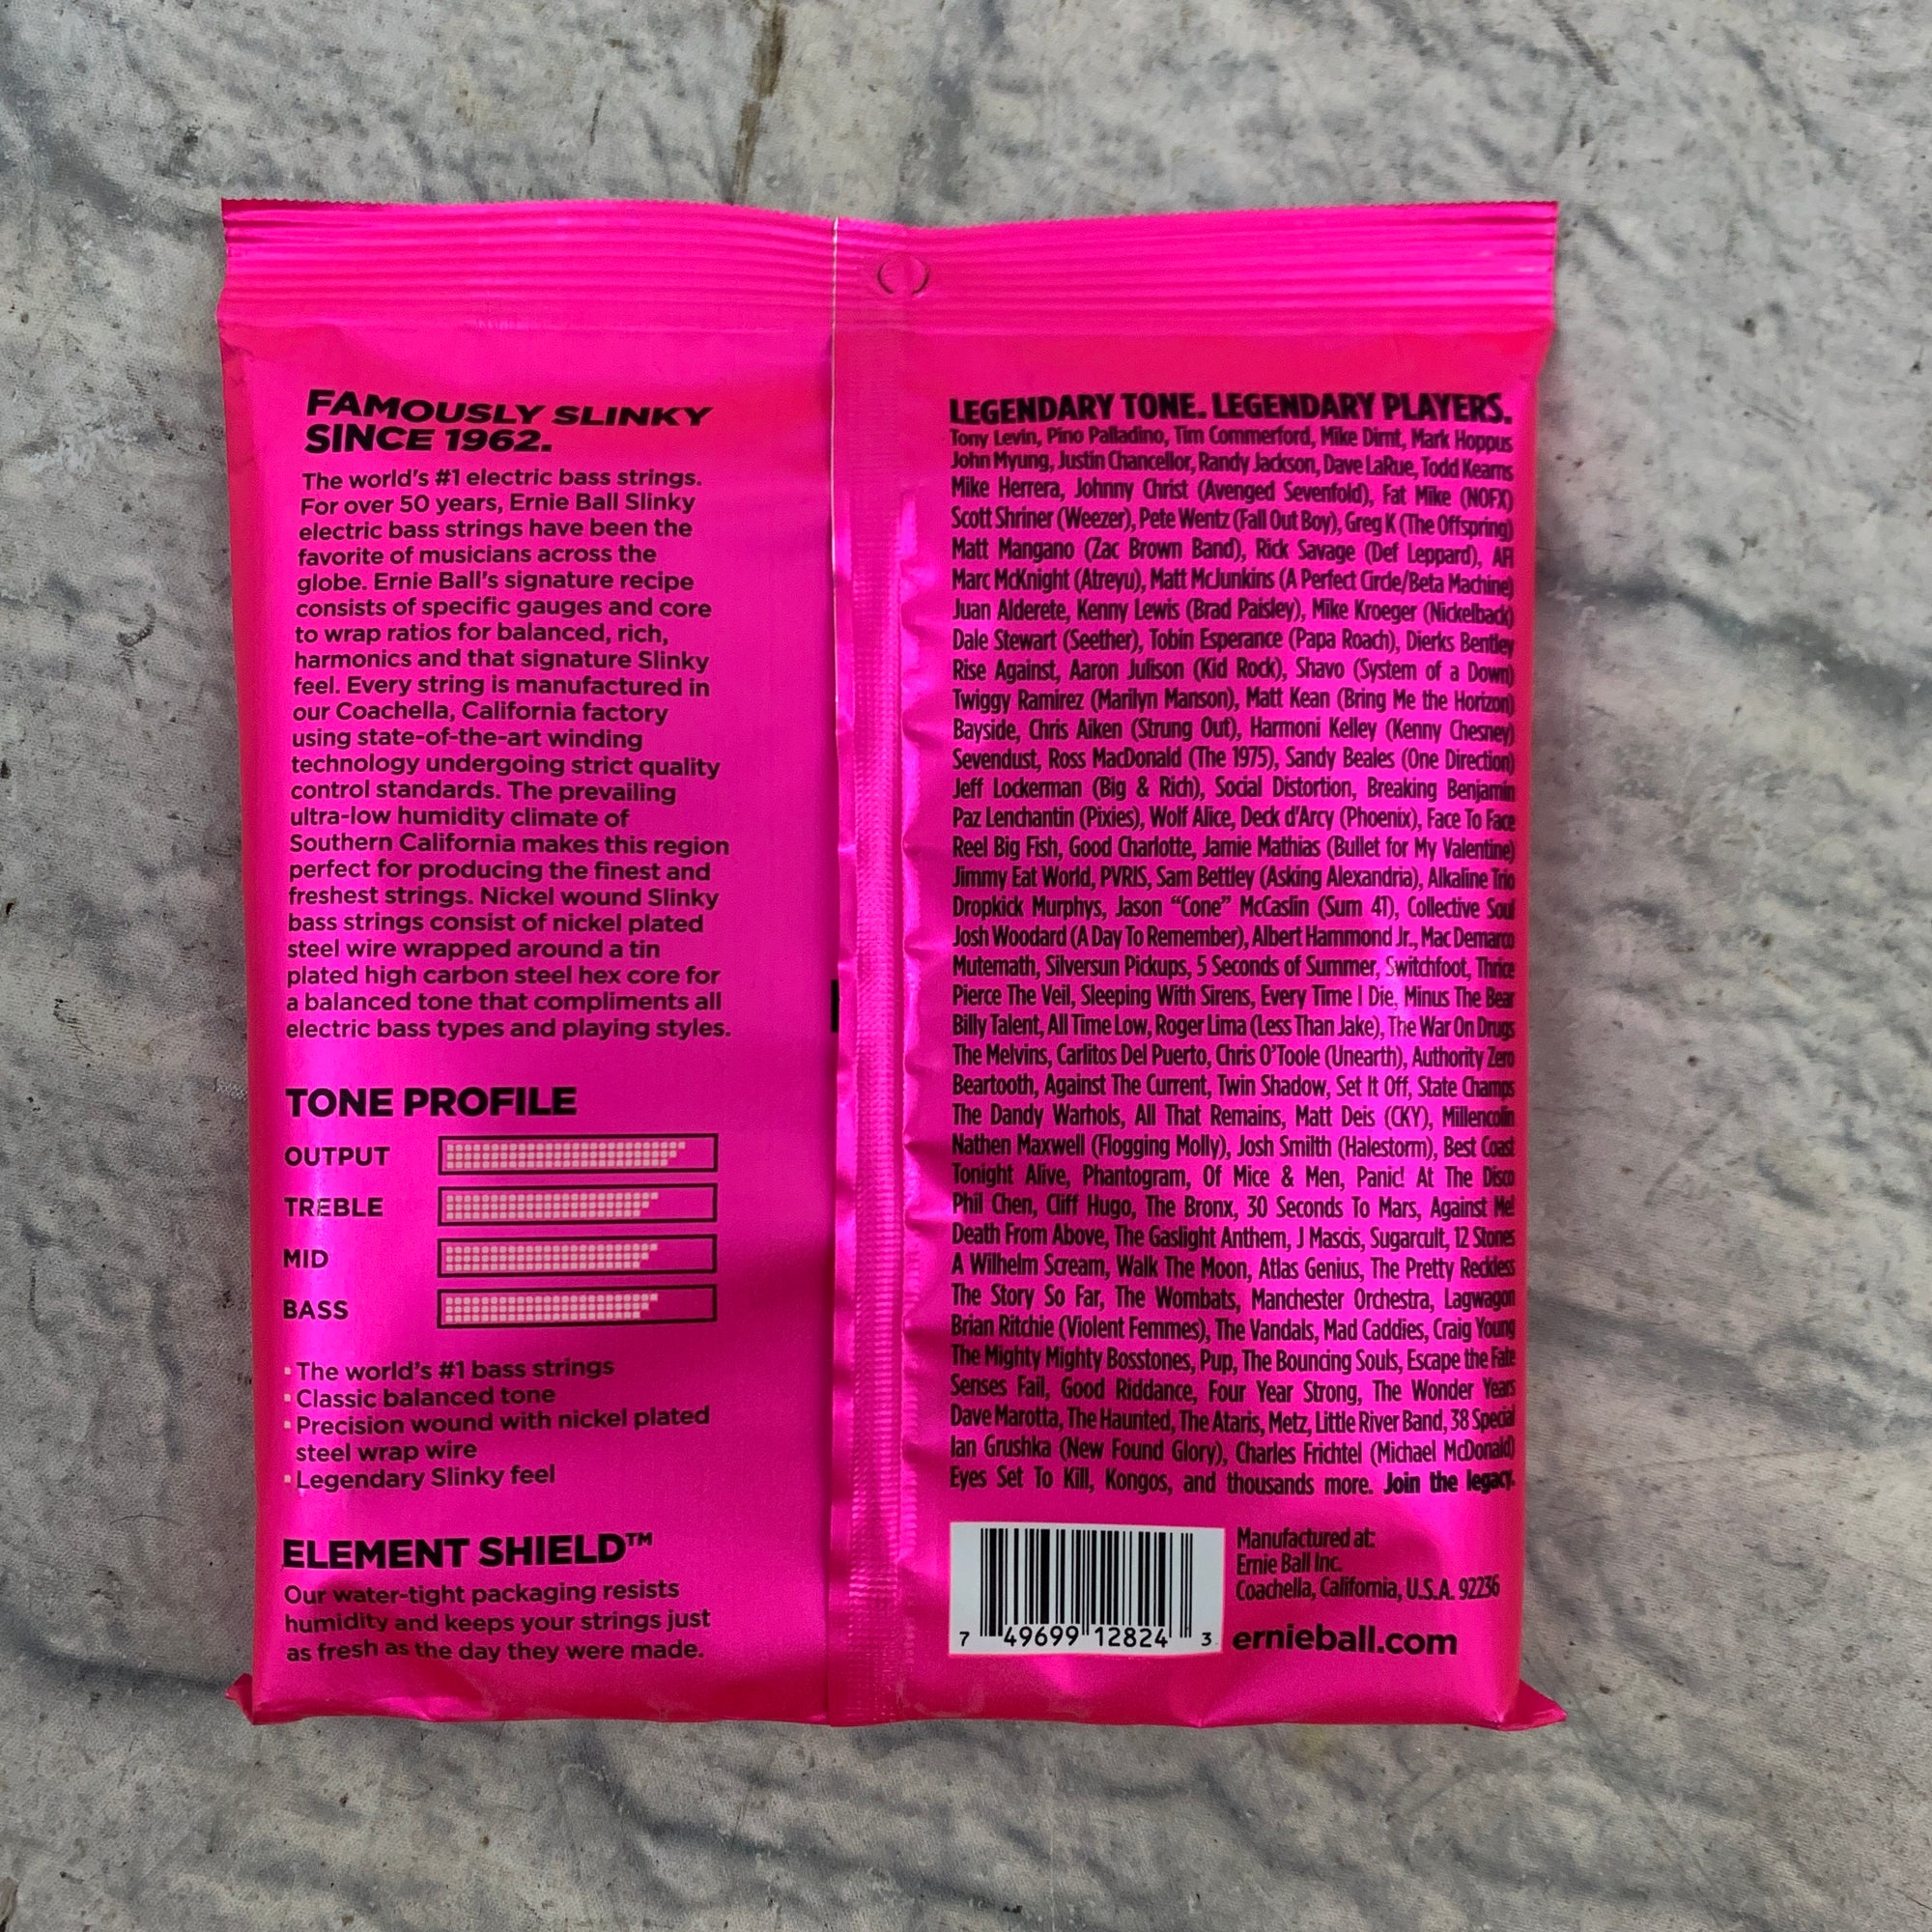 FAMOUSLY SLINKY
SINCE 1962.
The world's #1 electric bass strings.
For over 50 years, Ernie Ball Slinky
electric bass strings have been the
favorite of musicians across the
globe. Ernie Ball's signature recipe
consists of specific gauges and core
to wrap ratios for balanced, rich,
harmonics and that signature Slinky
feel. Every string is manufactured in
our Coachella, California factory
using state-of-the-art winding
technology undergoing strict quality
control standards. The prevailing
ultra-low humidity climate of
Southern California makes this region
perfect for producing the finest and
freshest strings. Nickel wound Slinky
bass strings consist of nickel plated
steel wire wrapped around a tin
plated high carbon steel hex core for
a balanced tone that compliments all
electric bass types and playing styles.
TONE PROFILE
OUTPUT
TREBLE
MID
BASS
· The world's #1 bass strings
· Classic balanced tone
· Precision wound with nickel plated
steel wrap wire
· Legendary Slinky feel
ELEMENT SHIELD™
Our water-tight packaging resists
humidity and keeps your strings just
as fresh as the day they were made.
LEGENDARY TONE. LEGENDARY PLAYERS.
Tony Levin, Pino Palladino, Tim Commerford, Mike Dirnt, Mark Hoppus
John Myung, Justin Chancellor, Randy Jackson, Dave LaRue, Todd Kearns
Mike Herrera, Johnny Christ (Avenged Sevenfold), Fat Mike (NOFX)
Scott Shriner (Weezer), Pete Wentz (Fall Out Boy), Greg K (The Offspring)
Matt Mangano (Zac Brown Band), Rick Savage (Def Leppard), AFI
Marc McKnight (Atreyu), Matt McJunkins (A Perfect Circle/Beta Machine)
Juan Alderete, Kenny Lewis (Brad Paisley), Mike Kroeger (Nickelback)
Dale Stewart (Seether), Tobin Esperance (Papa Roach), Dierks Bentley
Rise Against, Aaron Julison (Kid Rock), Shavo (System of a Down)
Twiggy Ramirez (Marilyn Manson), Matt Kean (Bring Me the Horizon)
Bayside, Chris Aiken (Strung Out), Harmoni Kelley (Kenny Chesney)
Sevendust, Ross MacDonald (The 1975), Sandy Beales (One Direction)
Jeff Lockerman (Big & Rich), Social Distortion, Breaking Benjamin
Paz Lenchantin (Pixies), Wolf Alice, Deck d'Arcy (Phoenix), Face To Face
Reel Big Fish, Good Charlotte, Jamie Mathias (Bullet for My Valentine)
Jimmy Eat World, PVRIS, Sam Bettley (Asking Alexandria), Alkaline Trio
Dropkick Murphys, Jason “Cone” McCaslin (Sum 41), Collective Soul
Josh Woodard (A Day To Remember), Albert Hammond Jr., Mac Demarco
Mutemath, Silversun Pickups, 5 Seconds of Summer, Switchfoot, Thrice
Pierce The Veil, Sleeping With Sirens, Every Time I Die, Minus The Bear
Billy Talent, All Time Low, Roger Lima (Less Than Jake), The War On Drugs
The Melvins, Carlitos Del Puerto, Chris O'Toole (Unearth), Authority Zero
Beartooth, Against The Current, Twin Shadow, Set It Off, State Champs
The Dandy Warhols, All That Remains, Matt Deis (CKY), Millencolin
Nathen Maxwell (Flogging Molly), Josh Smilth (Halestorm), Best Coast
Tonight Alive, Phantogram, Of Mice & Men, Panic! At The Disco
Phil Chen, Cliff Hugo, The Bronx, 30 Seconds To Mars, Against Me!
Death From Above, The Gaslight Anthem, J Mascis, Sugarcult, 12 Stones
A Wilhelm Scream, Walk The Moon, Atlas Genius, The Pretty Reckless
The Story So Far, The Wombats, Manchester Orchestra, Lagwagon
Brian Ritchie (Violent Femmes), The Vandals, Mad Caddies, Craig Young
The Mighty Mighty Bosstones, Pup, The Bouncing Souls, Escape the Fate
Senses Fail, Good Riddance, Four Year Strong, The Wonder Years
Dave Marotta, The Haunted, The Ataris, Metz, Little River Band, 38 Special
Ian Grushka (New Found Glory), Charles Frichtel (Michael McDonald)
Eyes Set To Kill, Kongos, and thousands more. Join the legacy.
7 49699 12824 3
Manufactured at:
Ernie Ball Inc.
Coachella, California, U.S.A. 92236
ernieball.com